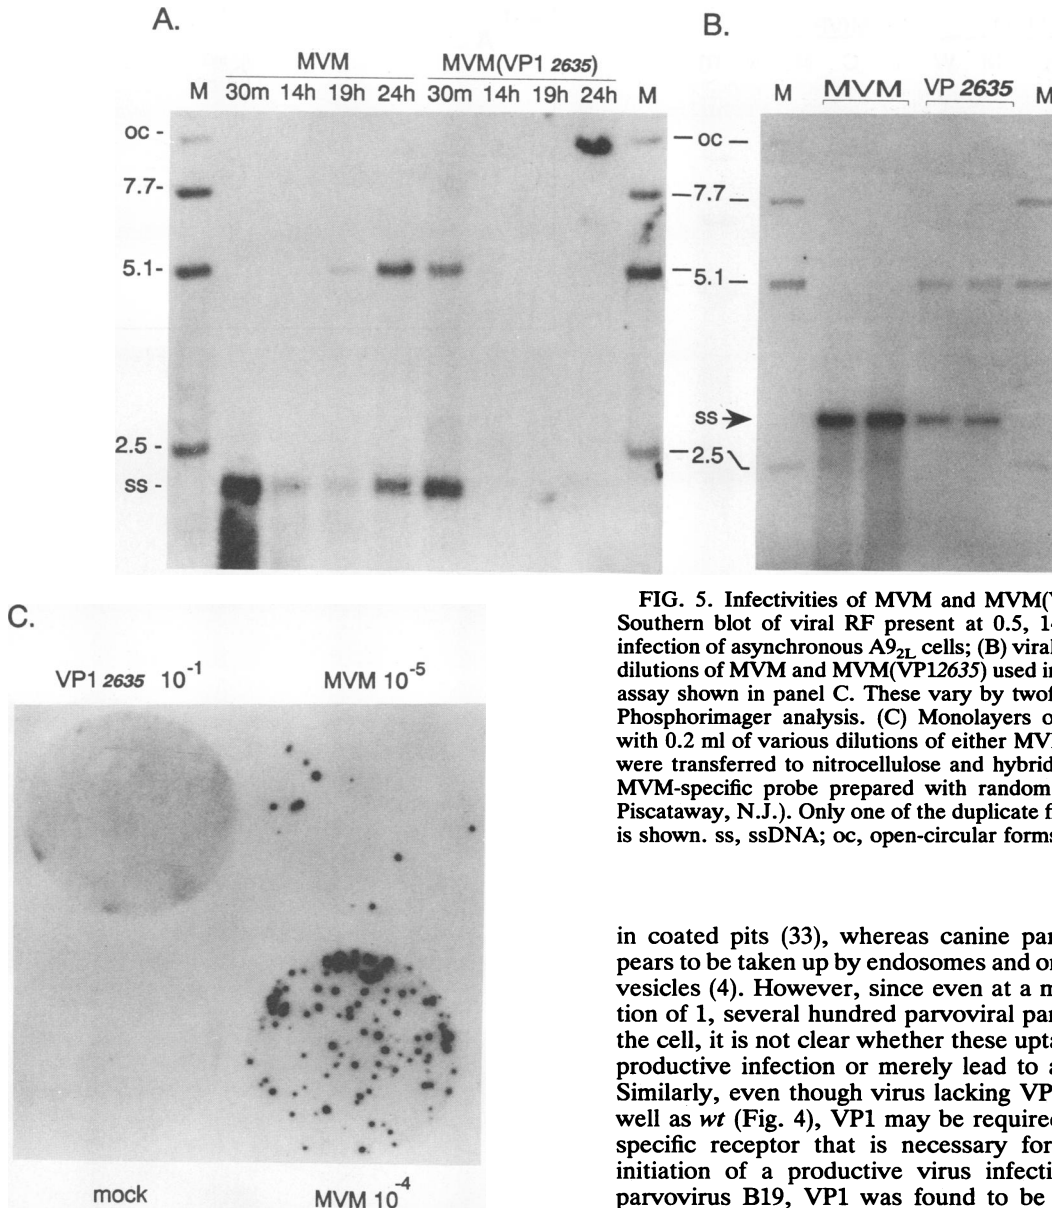 A.
MVM MVM(VP1 2635)
M 30m 14h 19h 24h 30m 14h 19h 24h M
oc -
7.7-
5.1-
2.5 -
ss -
B.
M MVM VP 2635 M
— oc —
—7.7—
—5.1—
ss
—2.5
C.
VP1 2635 10-1 MVM 10-5
mock MVM 10-4
FIG. 5. Infectivities of MVM and MVM(
Southern blot of viral RF present at 0.5, 14
infection of asynchronous A92L cells; (B) viral
dilutions of MVM and MVM(VP12635) used in
assay shown in panel C. These vary by twof
Phosphorimager analysis. (C) Monolayers o
with 0.2 ml of various dilutions of either MV
were transferred to nitrocellulose and hybrid
MVM-specific probe prepared with random
Piscataway, N.J.). Only one of the duplicate f
is shown. ss, ssDNA; oc, open-circular forms
in coated pits (33), whereas canine par
pears to be taken up by endosomes and or
vesicles (4). However, since even at a m
tion of 1, several hundred parvoviral par
the cell, it is not clear whether these upta
productive infection or merely lead to a
Similarly, even though virus lacking VP
well as wt (Fig. 4), VP1 may be required
specific receptor that is necessary for
initiation of a productive virus infecti
parvovirus B19, VP1 was found to be